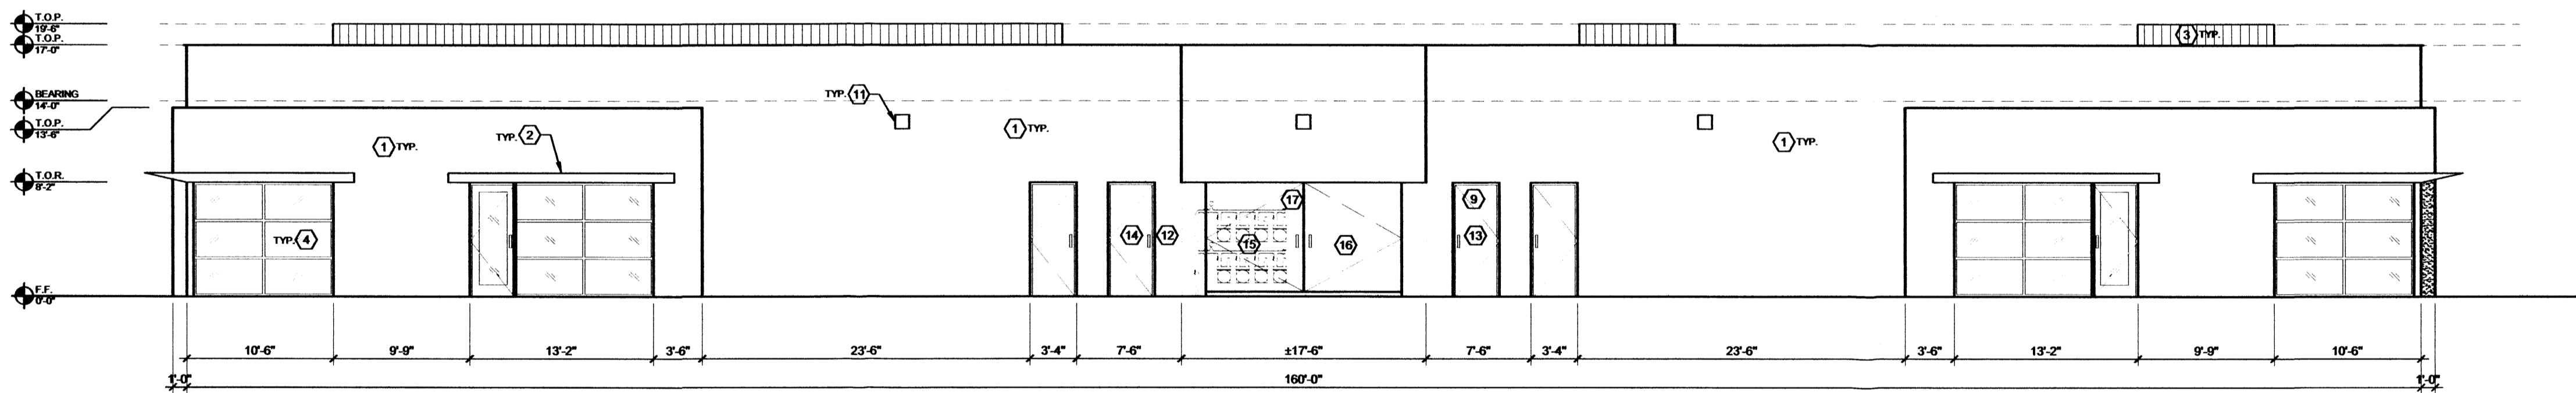 T.O.P.
19'-6"
T.O.P.
17'-0"
3 TYP.
BEARING
14'-0"
TYP. 11
T.O.P.
13'-6"
1 TYP.
TYP. 2
1 TYP.
1 TYP.
T.O.R.
8'-2"
17
9
TYP. 4
14
12
15
16
13
F.F.
0'-0"
10'-6"
9'-9"
13'-2"
3'-6"
23'-6"
3'-4"
7'-6"
±17'-6"
7'-6"
3'-4"
23'-6"
3'-6"
13'-2"
9'-9"
10'-6"
1'-0"
160'-0"
1'-0"